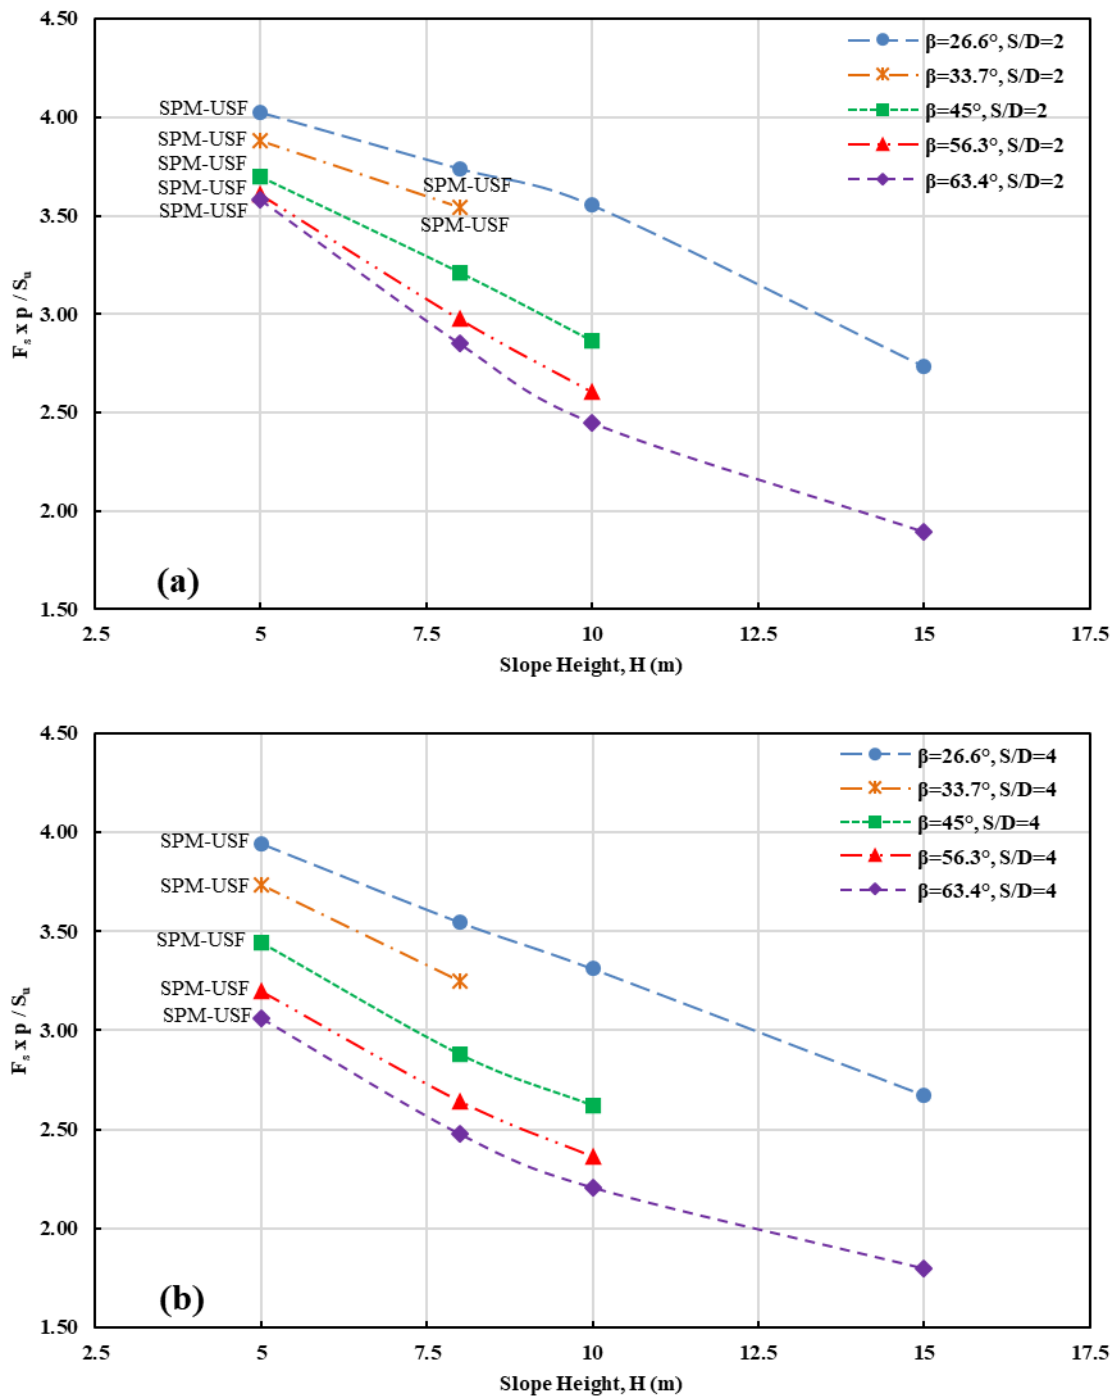 4.50
β=26.6°, S/D=2
β=33.7°, S/D=2
β=45°, S/D=2
β=56.3°, S/D=2
β=63.4°, S/D=2
4.00
SPM-USF
SPM-USF
SPM-USF
SPM-USF
SPM-USF
SPM-USF
SPM-USF
3.50
3.00
2.50
2.00
1.50
Fs x p / Su
(a)
2.5 5 7.5 10 12.5 15 17.5
Slope Height, H (m)
4.50
β=26.6°, S/D=4
β=33.7°, S/D=4
β=45°, S/D=4
β=56.3°, S/D=4
β=63.4°, S/D=4
4.00
SPM-USF
SPM-USF
3.50
SPM-USF
SPM-USF
SPM-USF
3.00
2.50
2.00
1.50
Fs x p / Su
(b)
2.5 5 7.5 10 12.5 15 17.5
Slope Height, H (m)